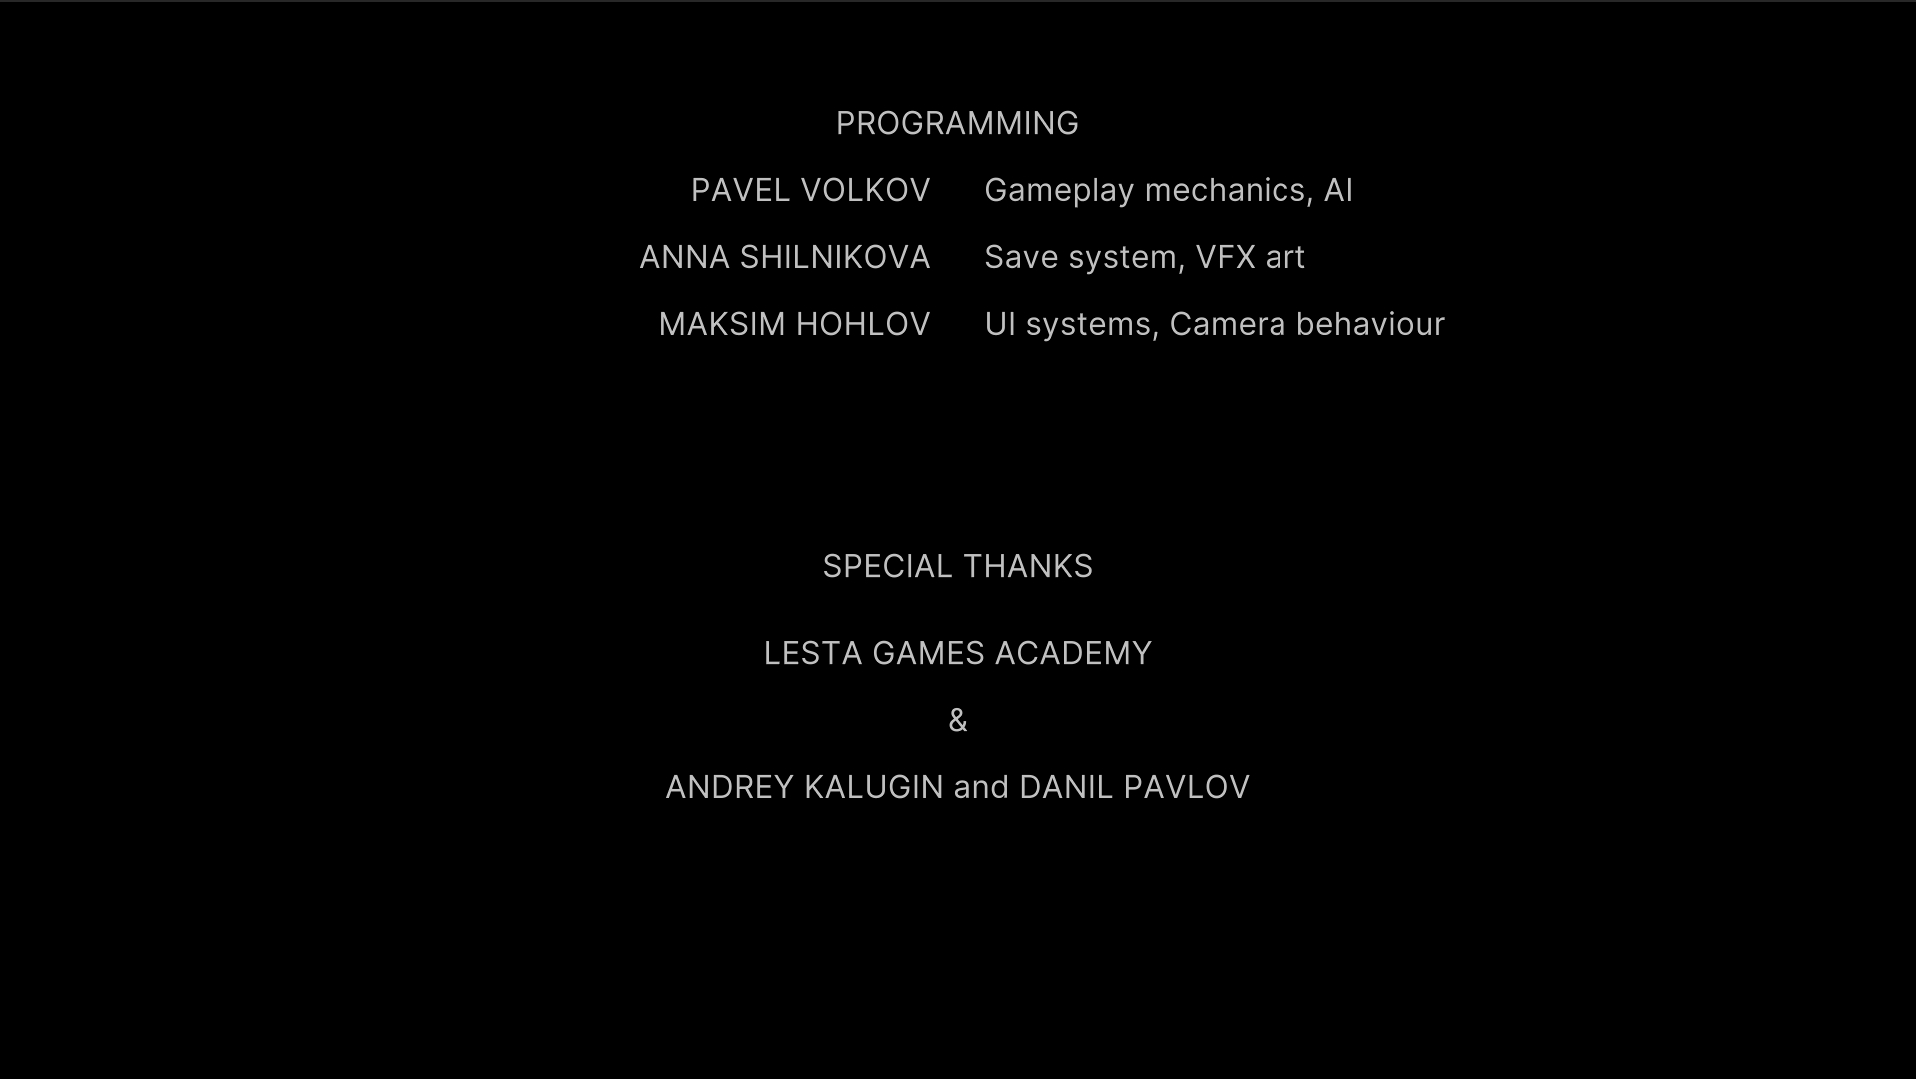 PROGRAMMING
PAVEL VOLKOV Gameplay mechanics, AI
ANNA SHILNIKOVA Save system, VFX art
MAKSIM HOHLOV UI systems, Camera behaviour
SPECIAL THANKS
LESTA GAMES ACADEMY
&
ANDREY KALUGIN and DANIL PAVLOV